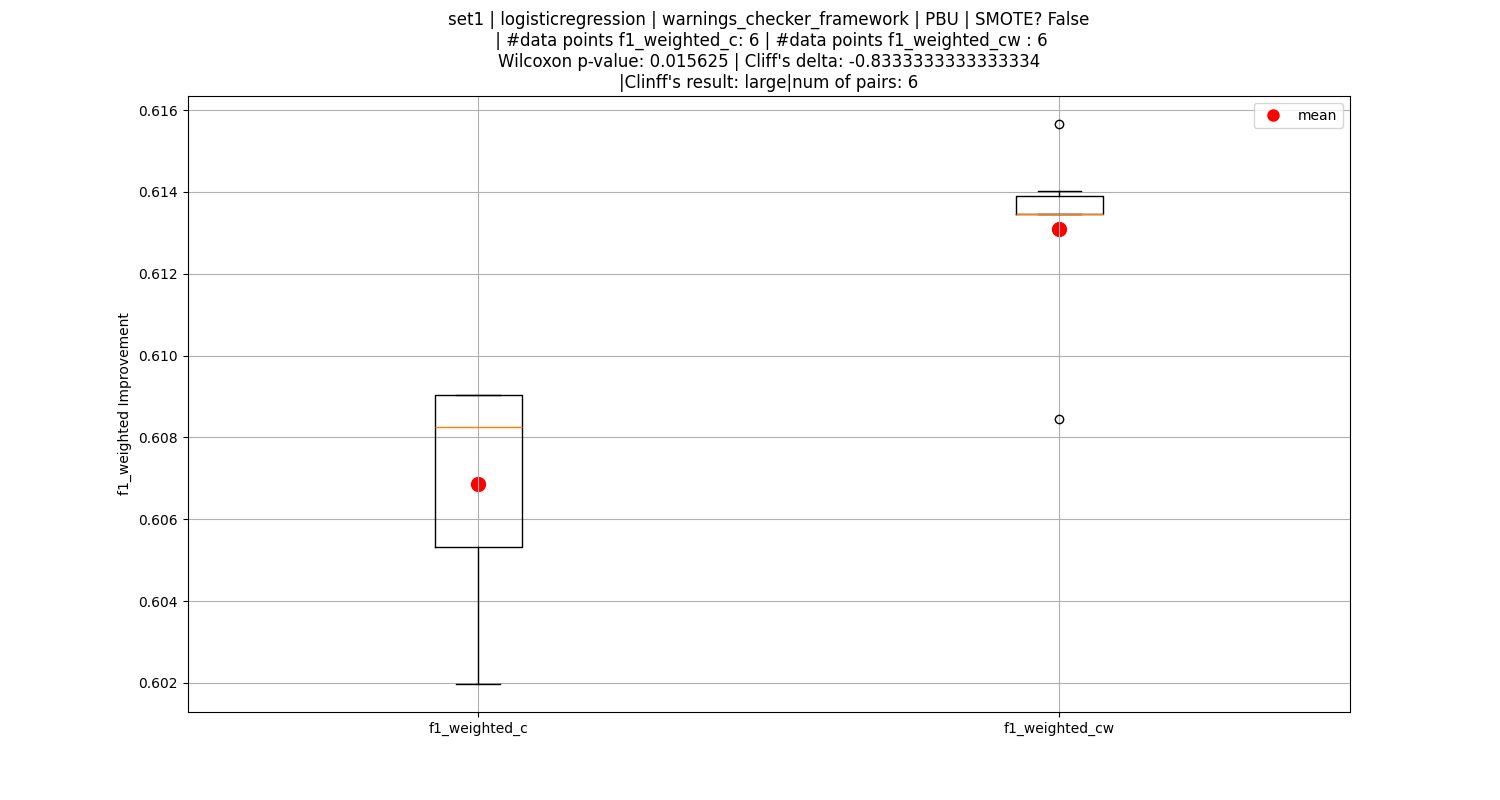 set1 | logisticregression | warnings_checker_framework | PBU | SMOTE? False
| #data points f1_weighted_c: 6 | #data points f1_weighted_cw : 6
Wilcoxon p-value: 0.015625 | Cliff's delta: -0.8333333333333334
|Clinff's result: large|num of pairs: 6
mean
0.616
0.614
0.612
0.610
0.608
0.606
0.604
0.602
f1_weighted Improvement
f1_weighted_c
f1_weighted_cw